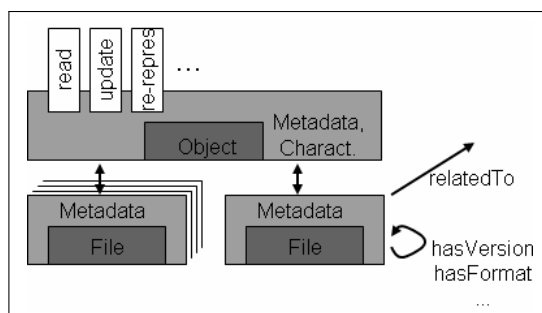 read
update
re-repres
...
Metadata,
Charact.
Object
relatedTo
Metadata
File
Metadata
File
hasVersion
hasFormat
...